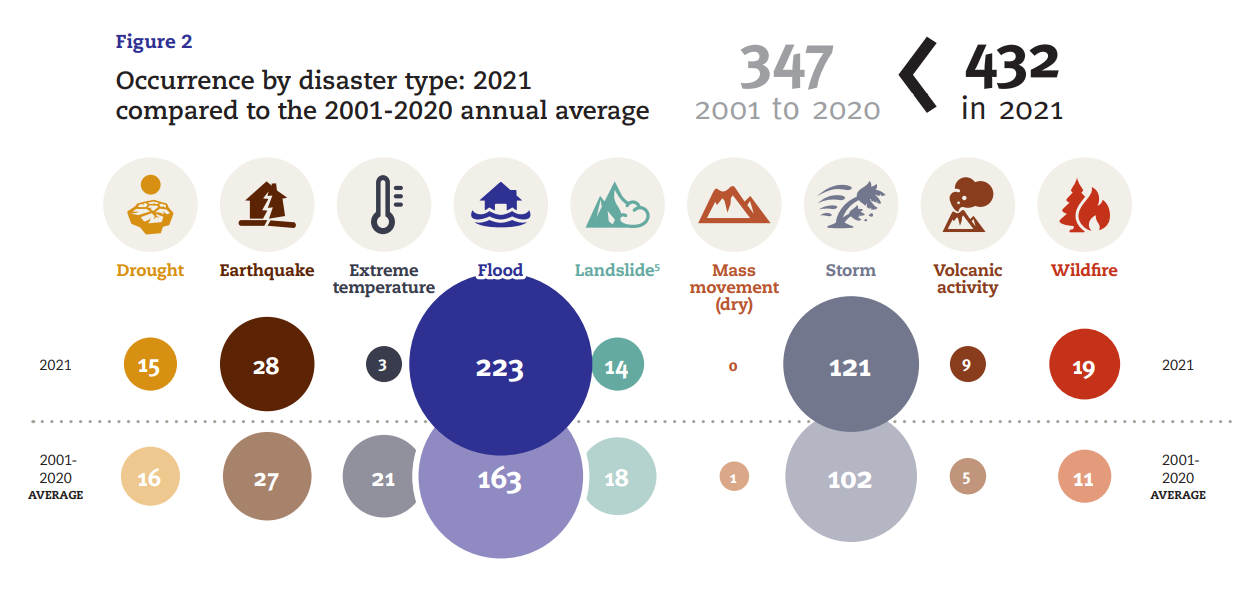 Figure 2
Occurrence by disaster type: 2021
compared to the 2001-2020 annual average
347
2001 to 2020
<
432
in 2021
Drought
Earthquake
Extreme
temperature
Flood
Landslide⁵
Mass
movement
(dry)
Storm
Volcanic
activity
Wildfire
2021
15
28
3
223
14
0
121
9
19
2021
2001-
2020
AVERAGE
16
27
21
163
18
1
102
5
11
2001-
2020
AVERAGE